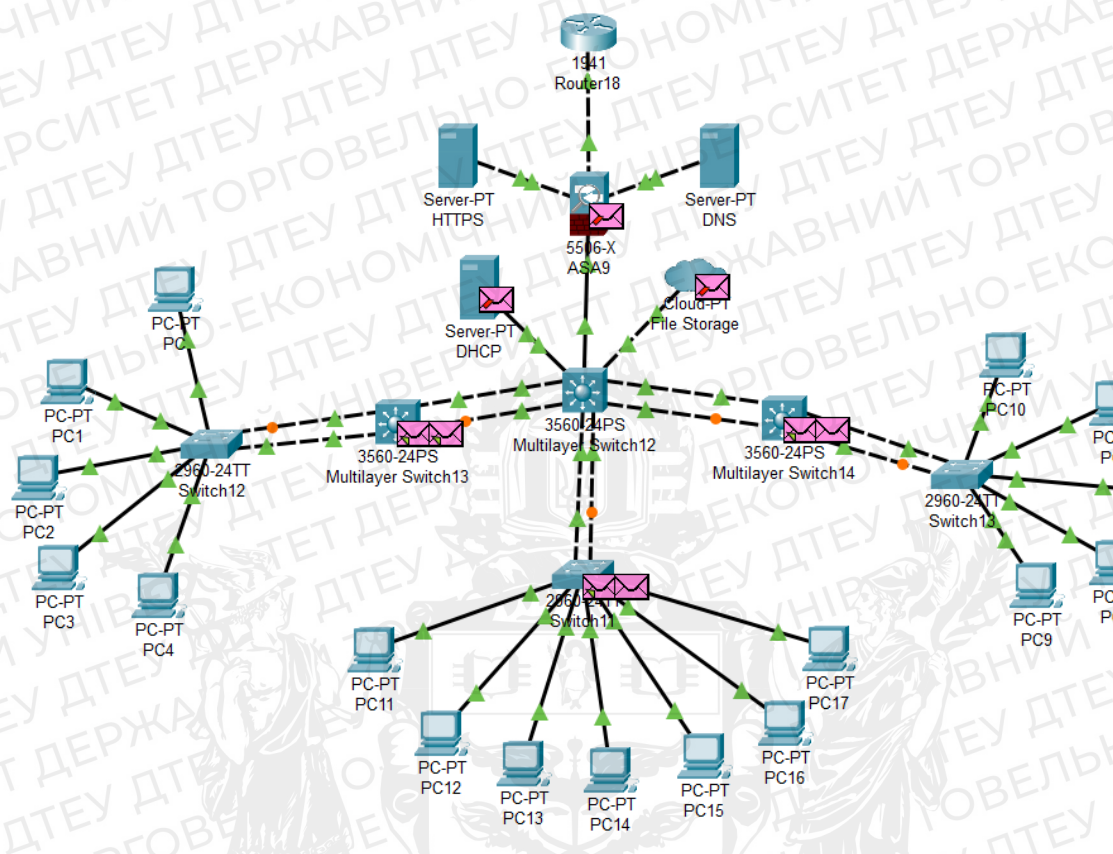 1941
Router18
Server-PT
HTTPS
Server-PT
DNS
5506-X
ASA9
Server-PT
DHCP
Cloud-PT
File Storage
PC-PT
PC
PC-PT
PC1
PC-PT
PC2
PC-PT
PC3
PC-PT
PC4
2960-24TT
Switch12
3560-24PS
Multilayer Switch13
3560-24PS
Multilayer Switch12
3560-24PS
Multilayer Switch14
PC-PT
PC10
2960-24TT
Switch13
PC-PT
PC9
2960-24TT
Switch11
PC-PT
PC11
PC-PT
PC12
PC-PT
PC13
PC-PT
PC14
PC-PT
PC15
PC-PT
PC16
PC-PT
PC17
ДТЕУ